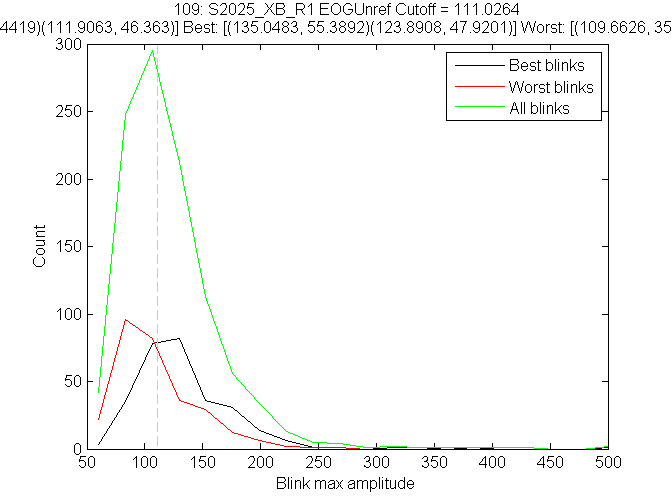 109: S2025_XB_R1 EOGUnref Cutoff = 111.0264
4419)(111.9063, 46.363)] Best: [(135.0483, 55.3892)(123.8908, 47.9201)] Worst: [(109.6626, 35
300
250
200
150
100
50
0
Count
Best blinks
Worst blinks
All blinks
50 100 150 200 250 300 350 400 450 500
Blink max amplitude